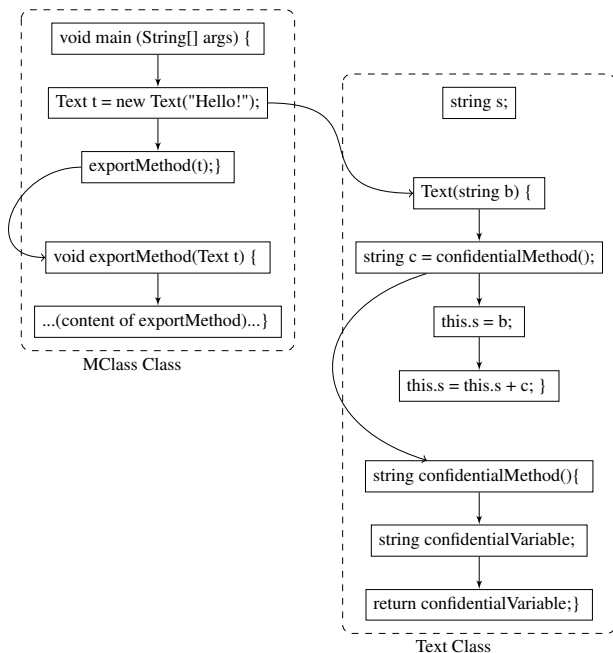 void main (String[] args) {
Text t = new Text("Hello!");
exportMethod(t);}
void exportMethod(Text t) {
...(content of exportMethod)...}
MClass Class
string s;
Text(string b) {
string c = confidentialMethod();
this.s = b;
this.s = this.s + c; }
string confidentialMethod(){
string confidentialVariable;
return confidentialVariable;}
Text Class